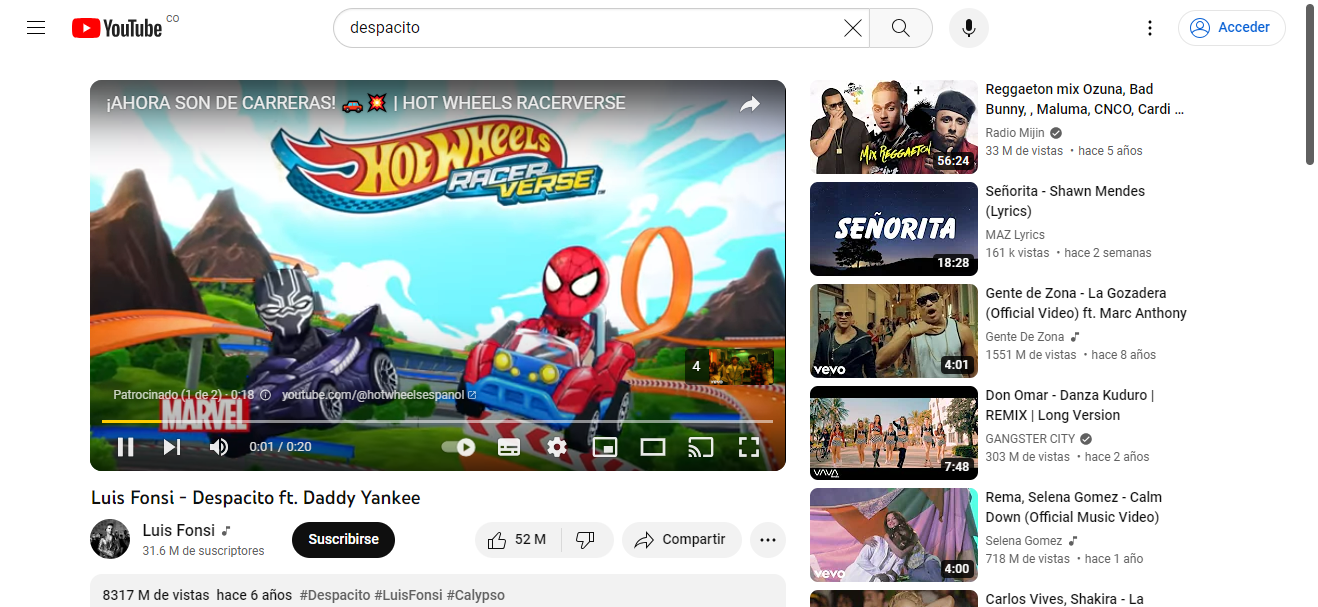 YouTube CO
despacito
Acceder
¡AHORA SON DE CARRERAS! 🚗💥 | HOT WHEELS RACERVERSE
HOT WHEELS
RACER
VERSE
4
Patrocinado (1 de 2) · 0:18 youtube.com/@hotwheelsespanol
MARVEL
0:01 / 0:20
Luis Fonsi - Despacito ft. Daddy Yankee
Luis Fonsi
31.6 M de suscriptores
Suscribirse
52 M
Compartir
8317 M de vistas hace 6 años #Despacito #LuisFonsi #Calypso
MIX REGGAETON
56:24
Reggaeton mix Ozuna, Bad
Bunny, , Maluma, CNCO, Cardi ...
Radio Mijin
33 M de vistas • hace 5 años
SEÑORITA
18:28
Señorita - Shawn Mendes
(Lyrics)
MAZ Lyrics
161 k vistas • hace 2 semanas
vevo
4:01
Gente de Zona - La Gozadera
(Official Video) ft. Marc Anthony
Gente De Zona
1551 M de vistas • hace 8 años
VAVA
7:48
Don Omar - Danza Kuduro |
REMIX | Long Version
GANGSTER CITY
303 M de vistas • hace 2 años
vevo
4:00
Rema, Selena Gomez - Calm
Down (Official Music Video)
Selena Gomez
718 M de vistas • hace 1 año
Carlos Vives, Shakira - La